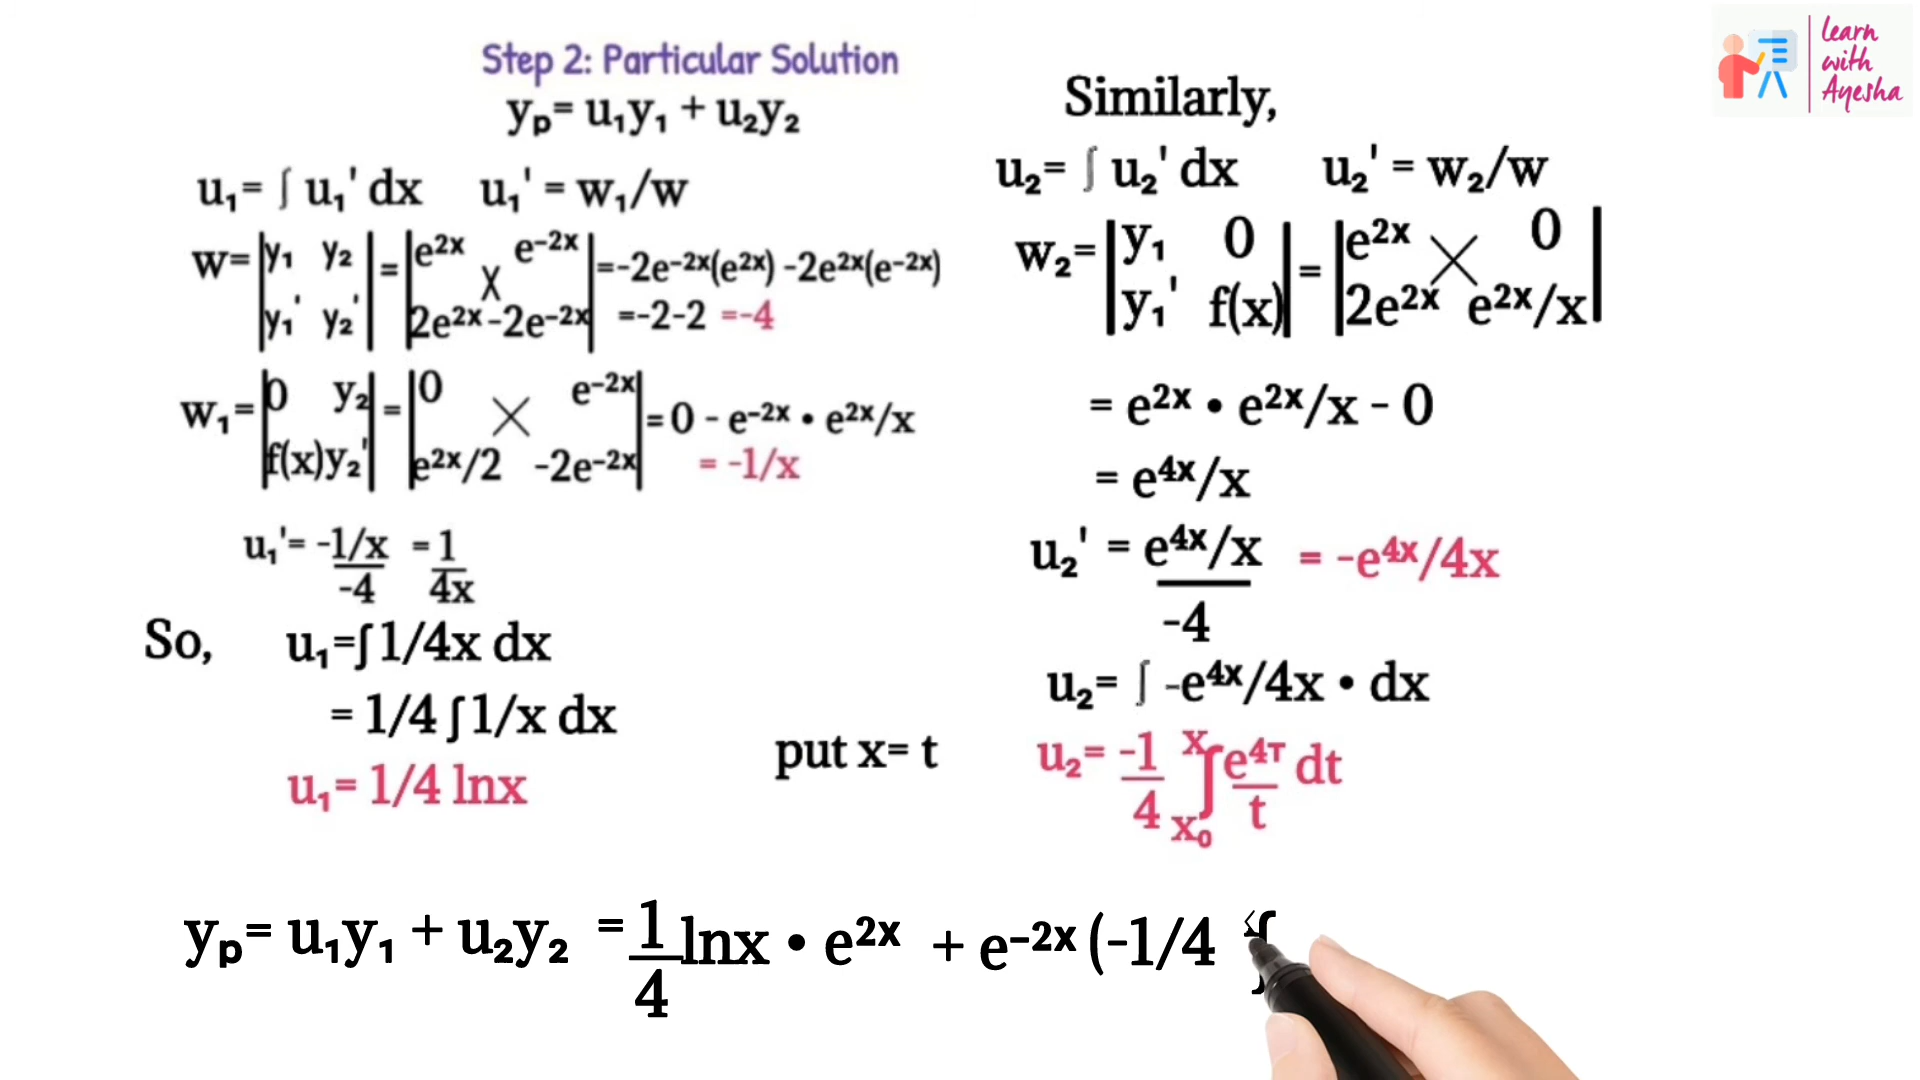 Step 2: Particular Solution
yₚ= u₁y₁ + u₂y₂
u₁= ∫ u₁' dx u₁' = w₁/w
w= |y₁ y₂| = |e²ˣ e⁻²ˣ| =-2e⁻²ˣ(e²ˣ) -2e²ˣ(e⁻²ˣ)
|y₁' y₂'| |2e²ˣ -2e⁻²ˣ| =-2-2 =-4
w₁= |0 y₂| = |0 e⁻²ˣ| = 0 - e⁻²ˣ • e²ˣ/x
|f(x) y₂'| |e²ˣ/2 -2e⁻²ˣ| = -1/x
u₁'= -1/x = 1
-4 4x
So, u₁=∫1/4x dx
= 1/4 ∫1/x dx
u₁= 1/4 lnx
Similarly,
u₂= ∫ u₂' dx u₂' = w₂/w
w₂= |y₁ 0| = |e²ˣ 0|
|y₁' f(x)| |2e²ˣ e²ˣ/x|
= e²ˣ • e²ˣ/x - 0
= e⁴ˣ/x
u₂' = e⁴ˣ/x = -e⁴ˣ/4x
-4
u₂= ∫ -e⁴ˣ/4x • dx
put x= t u₂= -1 x∫ e⁴ᵀ dt
4 x₀ t
yₚ= u₁y₁ + u₂y₂ = 1 lnx • e²ˣ + e⁻²ˣ (-1/4 ∫
4
learn
with
Ayesha